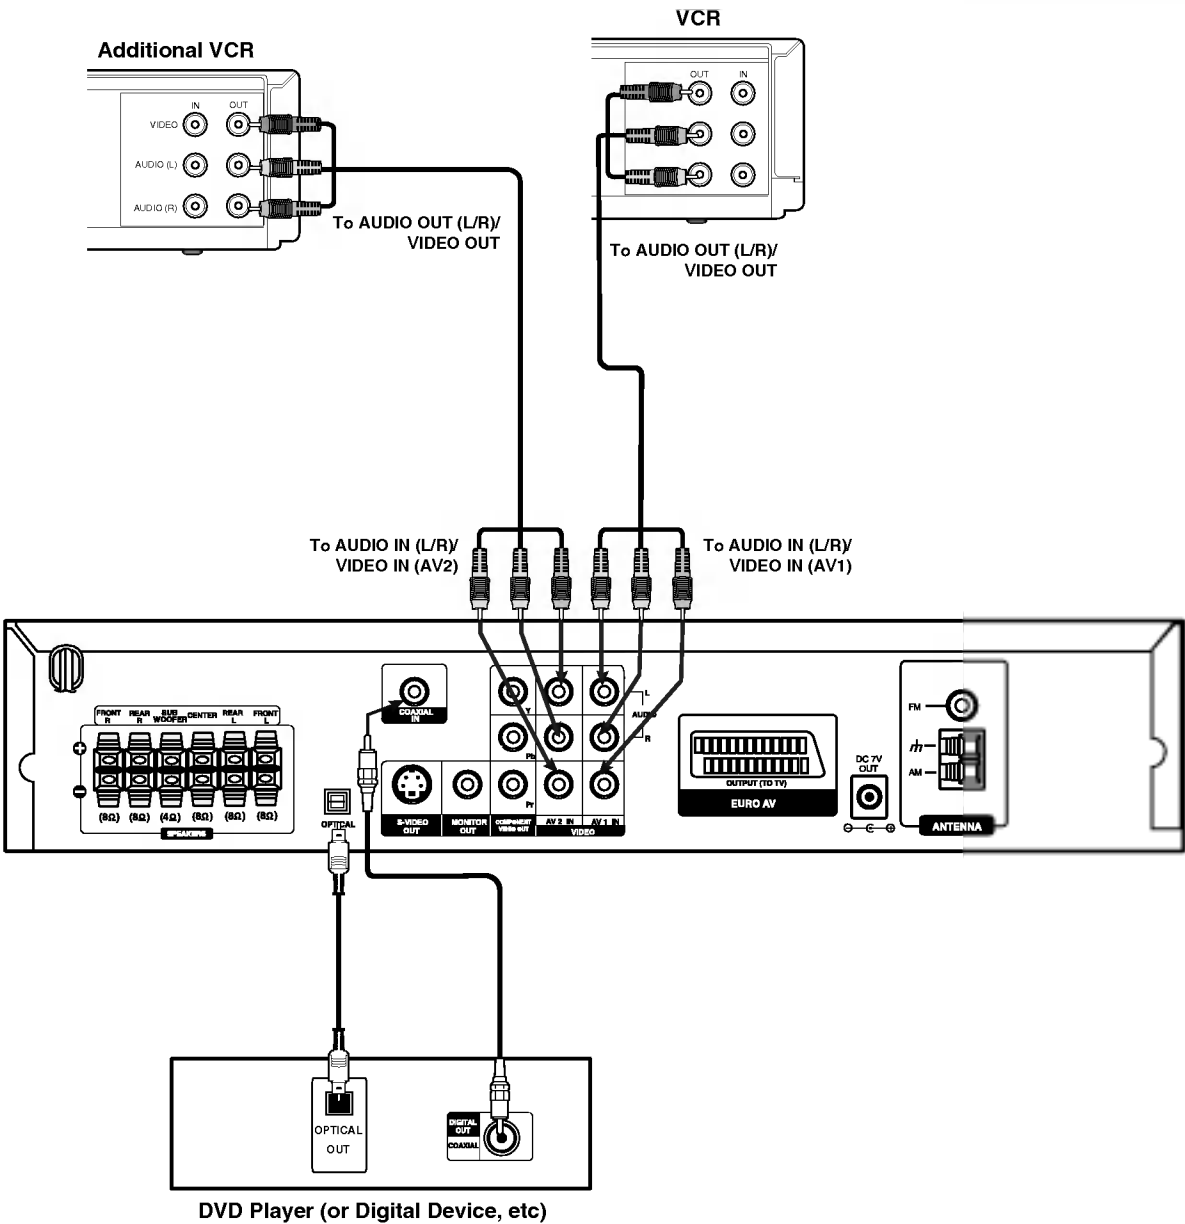 VCR
Additional VCR
OUT IN
IN OUT
VIDEO
AUDIO (L)
AUDIO (R)
To AUDIO OUT (L/R)/
VIDEO OUT
To AUDIO OUT (L/R)/
VIDEO OUT
To AUDIO IN (L/R)/
VIDEO IN (AV2)
To AUDIO IN (L/R)/
VIDEO IN (AV1)
FRONT R
REAR R
SUB WOOFER
CENTER
REAR L
FRONT L
(8Ω) (8Ω) (4Ω) (8Ω) (8Ω) (8Ω)
SPEAKERS
OPTICAL
COAXIAL
IN
S-VIDEO
OUT
MONITOR
OUT
Y
Pb
Pr
COMPONENT
VIDEO OUT
AV 2 IN
AV 1 IN
VIDEO
L
AUDIO
R
OUTPUT (TO TV)
EURO AV
DC 7V
OUT
FM
AM
ANTENNA
OPTICAL
OUT
DIGITAL
OUT
COAXIAL
DVD Player (or Digital Device, etc)